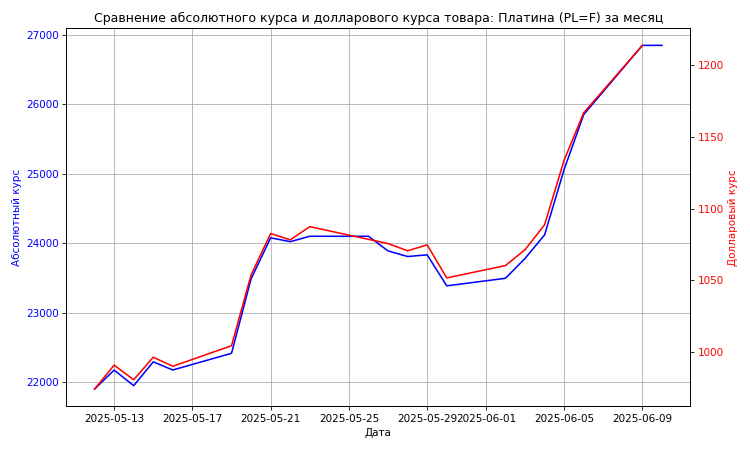 Сравнение абсолютного курса и долларового курса товара: Платина (PL=F) за месяц
27000
26000
25000
24000
23000
22000
Абсолютный курс
1200
1150
1100
1050
1000
Долларовый курс
2025-05-13 2025-05-17 2025-05-21 2025-05-25 2025-05-29 2025-06-01 2025-06-05 2025-06-09
Дата